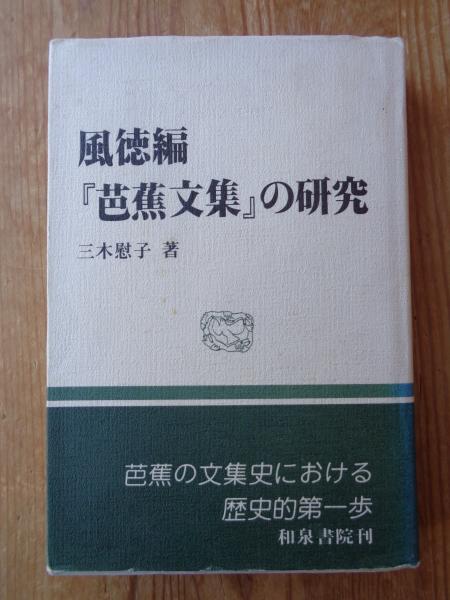 風徳編
『芭蕉文集』の研究
三木慰子 著
芭蕉の文集史における
歴史的第一歩
和泉書院刊